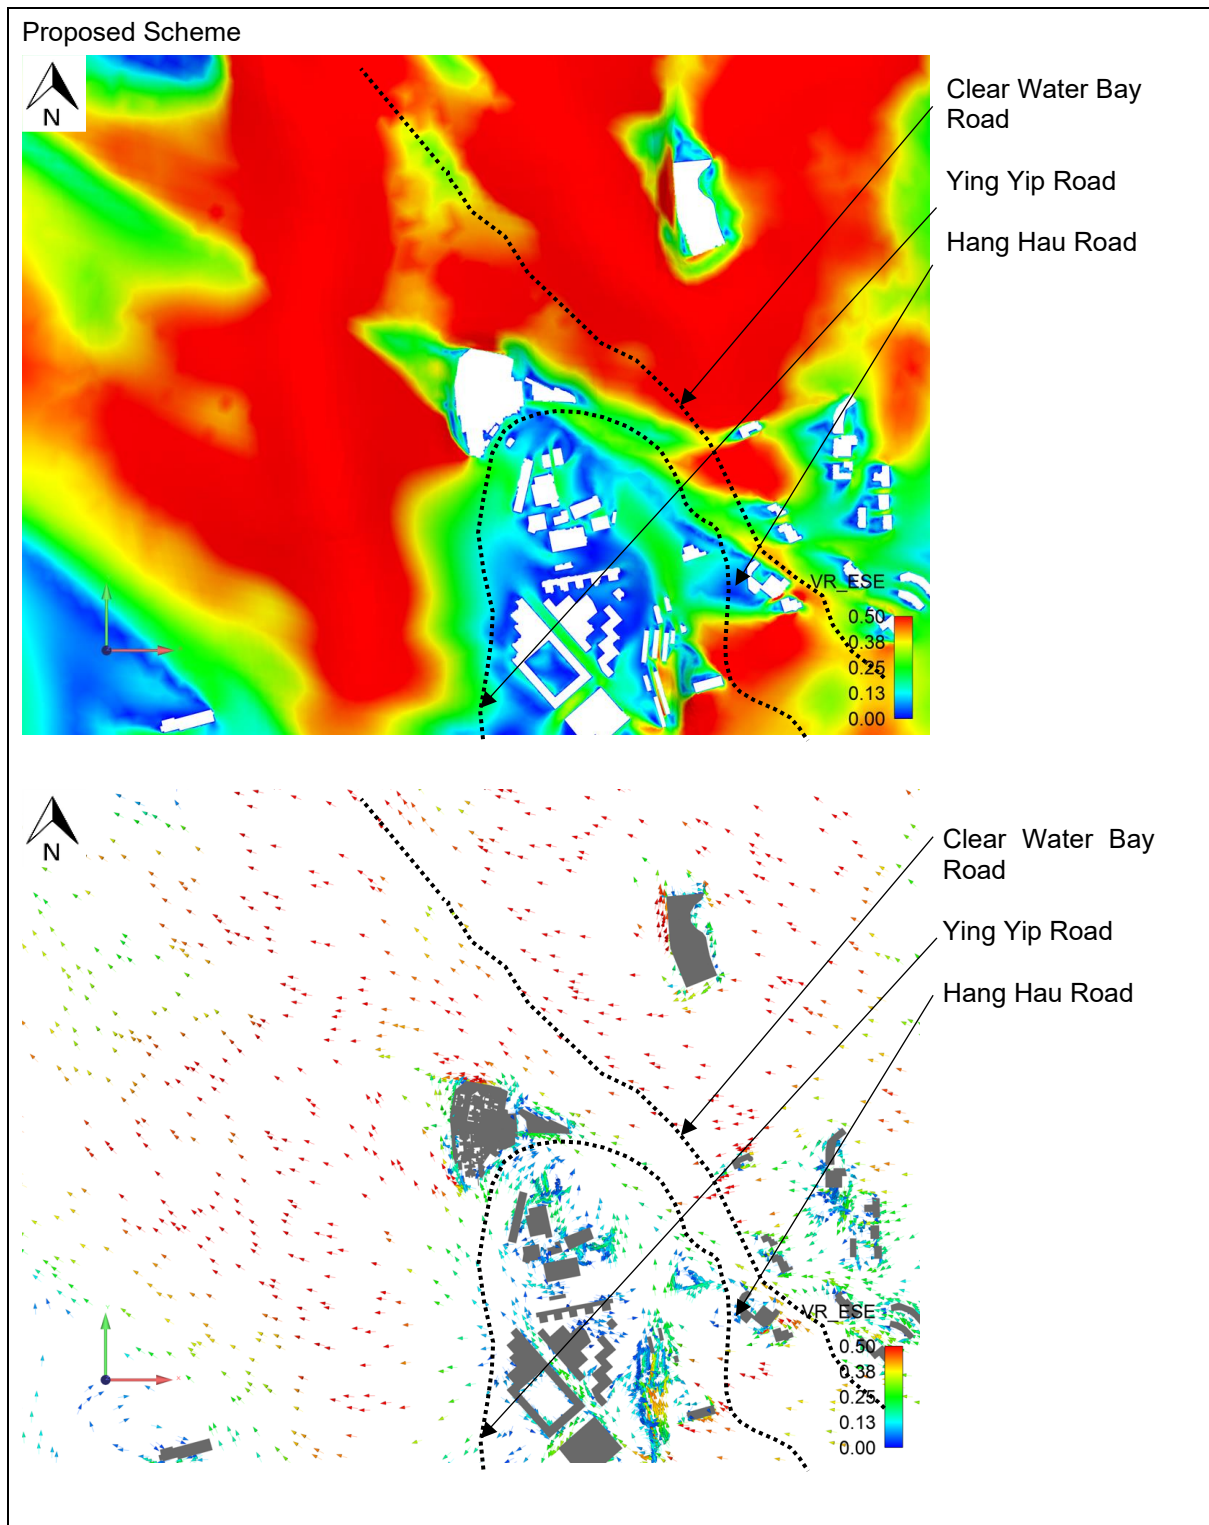 Proposed Scheme
N
Clear Water Bay
Road
Ying Yip Road
Hang Hau Road
VR_ESE
0.50
0.38
0.25
0.13
0.00
N
Clear Water Bay
Road
Ying Yip Road
Hang Hau Road
VR_ESE
0.50
0.38
0.25
0.13
0.00